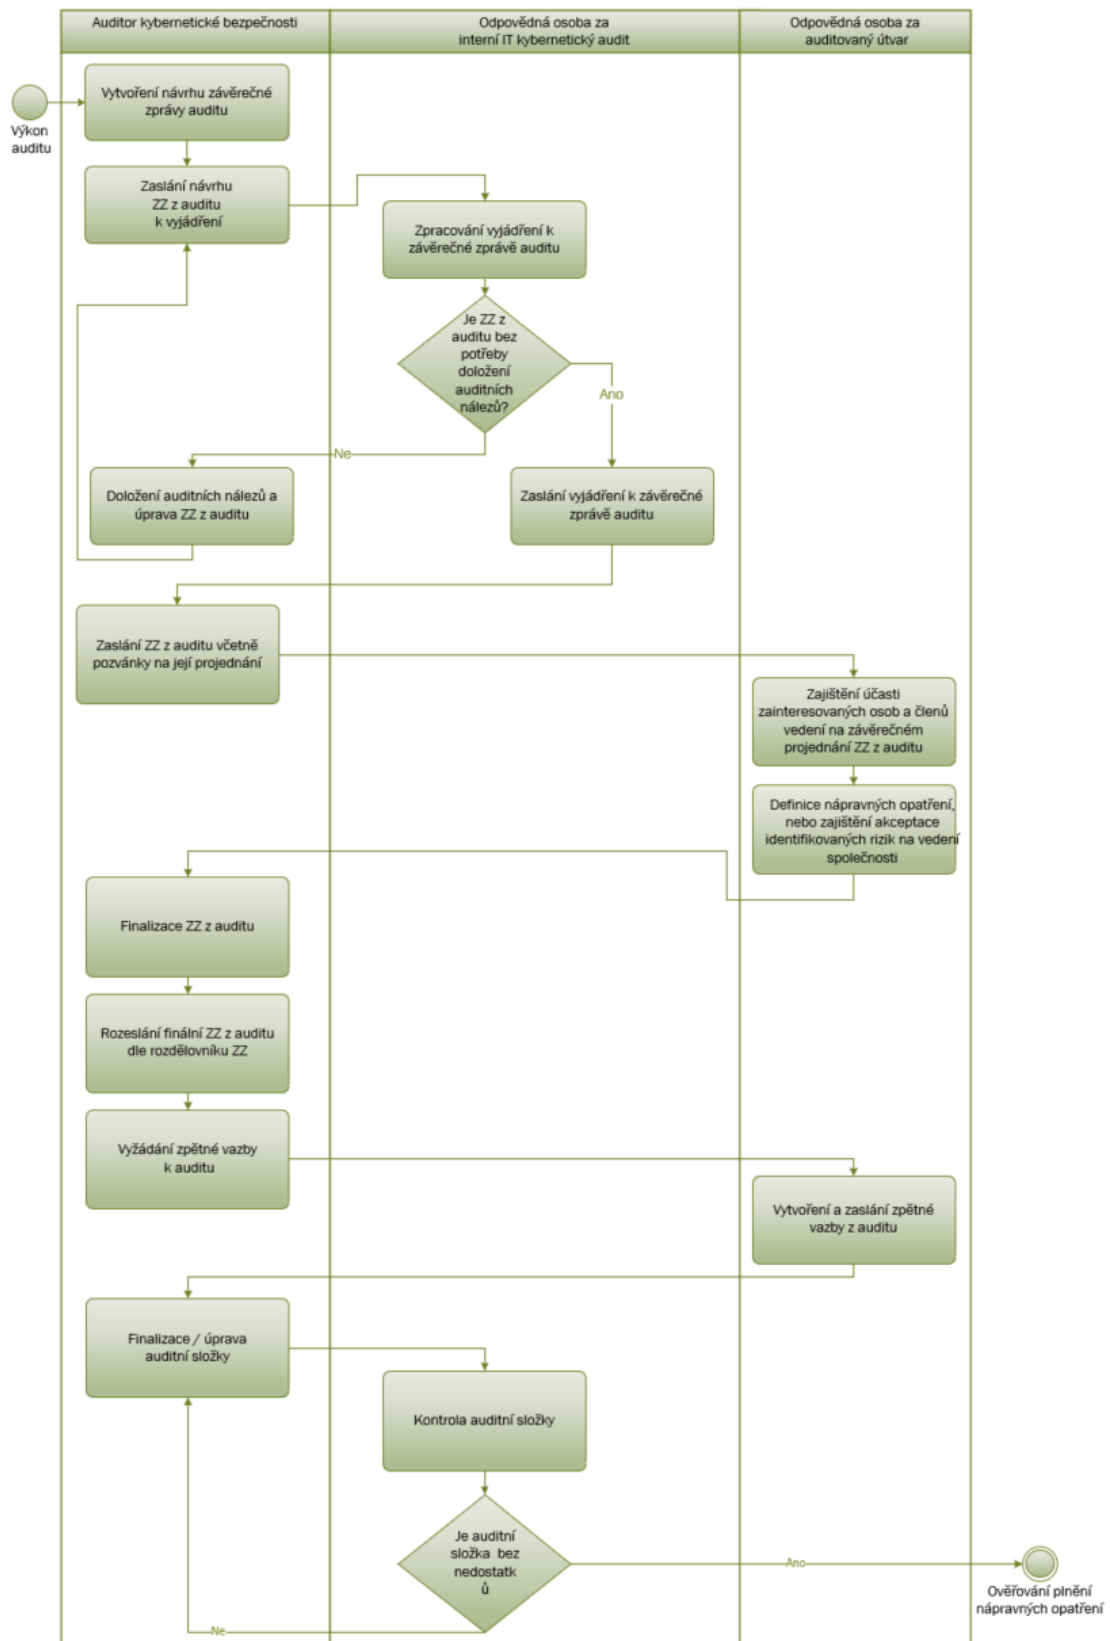 Auditor kybernetické bezpečnosti
Odpovědná osoba za
interní IT kybernetický audit
Odpovědná osoba za
auditovaný útvar
Výkon
auditu
Vytvoření návrhu závěrečné
zprávy auditu
Zaslání návrhu
ZZ z auditu
k vyjádření
Zpracování vyjádření k
závěrečné zprávě auditu
Je ZZ z
auditu bez
potřeby
doložení
auditních
nálezů?
Ano
Ne
Doložení auditních nálezů a
úprava ZZ z auditu
Zaslání vyjádření k závěrečné
zprávě auditu
Zaslání ZZ z auditu včetně
pozvánky na její projednání
Zajištění účasti
zainteresovaných osob a členů
vedení na závěrečném
projednání ZZ z auditu
Definice nápravných opatření,
nebo zajištění akceptace
identifikovaných rizik na vedení
společnosti
Finalizace ZZ z auditu
Rozeslání finální ZZ z auditu
dle rozdělovníku ZZ
Vyžádání zpětné vazby
k auditu
Vytvoření a zaslání zpětné
vazby z auditu
Finalizace / úprava
auditní složky
Kontrola auditní složky
Je auditní
složka bez
nedostatk
ů
Ano
Ne
Ověřování plnění
nápravných opatření